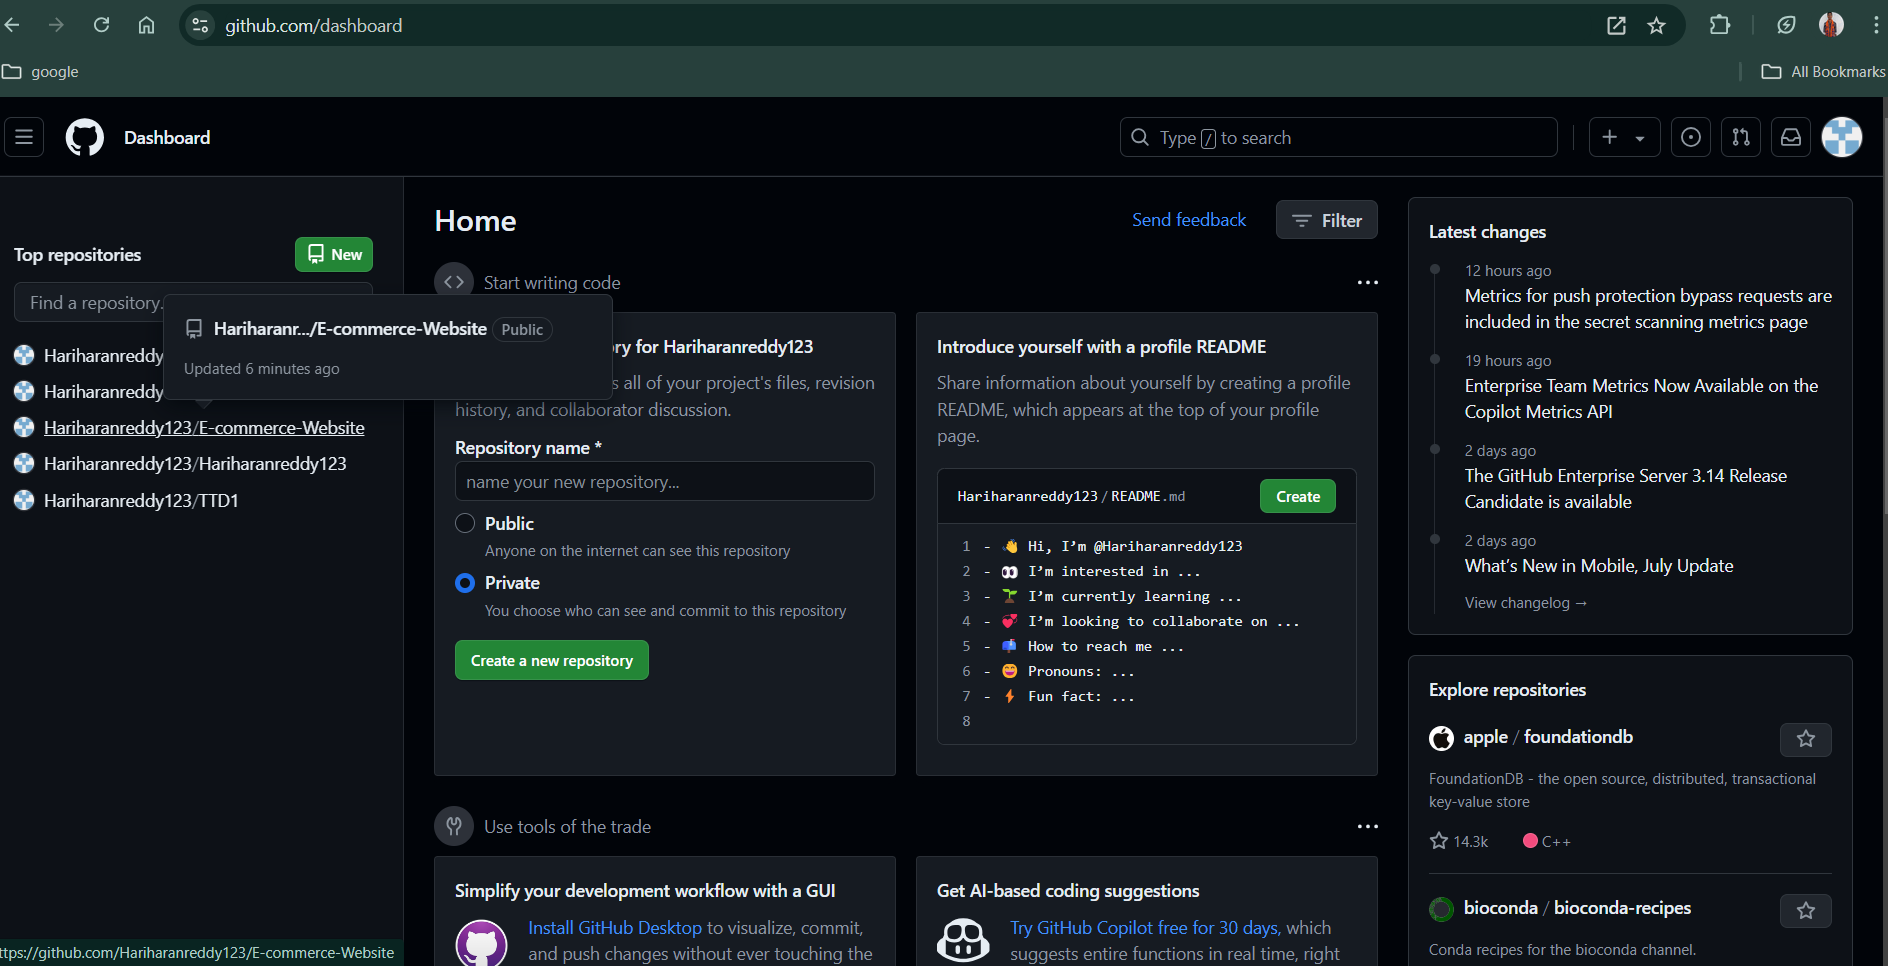 github.com/dashboard
google
All Bookmarks
Dashboard
Type / to search
Top repositories
New
Find a repository.
Hariharanr.../E-commerce-Website Public
Updated 6 minutes ago
Hariharanreddy
Hariharanreddy
Hariharanreddy123/E-commerce-Website
Hariharanreddy123/Hariharanreddy123
Hariharanreddy123/TTD1
ttps://github.com/Hariharanreddy123/E-commerce-Website
Home
Send feedback
Filter
Start writing code
ry for Hariharanreddy123
s all of your project's files, revision
history, and collaborator discussion.
Repository name *
name your new repository...
Public
Anyone on the internet can see this repository
Private
You choose who can see and commit to this repository
Create a new repository
Introduce yourself with a profile README
Share information about yourself by creating a profile
README, which appears at the top of your profile
page.
Hariharanreddy123 / README.md
Create
1 - 👋 Hi, I’m @Hariharanreddy123
2 - 👀 I’m interested in ...
3 - 🌱 I’m currently learning ...
4 - 💞️ I’m looking to collaborate on ...
5 - 📫 How to reach me ...
6 - 😄 Pronouns: ...
7 - ⚡ Fun fact: ...
8
Use tools of the trade
Simplify your development workflow with a GUI
Install GitHub Desktop to visualize, commit,
and push changes without ever touching the
Get AI-based coding suggestions
Try GitHub Copilot free for 30 days, which
suggests entire functions in real time, right
Latest changes
12 hours ago
Metrics for push protection bypass requests are
included in the secret scanning metrics page
19 hours ago
Enterprise Team Metrics Now Available on the
Copilot Metrics API
2 days ago
The GitHub Enterprise Server 3.14 Release
Candidate is available
2 days ago
What’s New in Mobile, July Update
View changelog →
Explore repositories
apple / foundationdb
FoundationDB - the open source, distributed, transactional
key-value store
14.3k C++
bioconda / bioconda-recipes
Conda recipes for the bioconda channel.